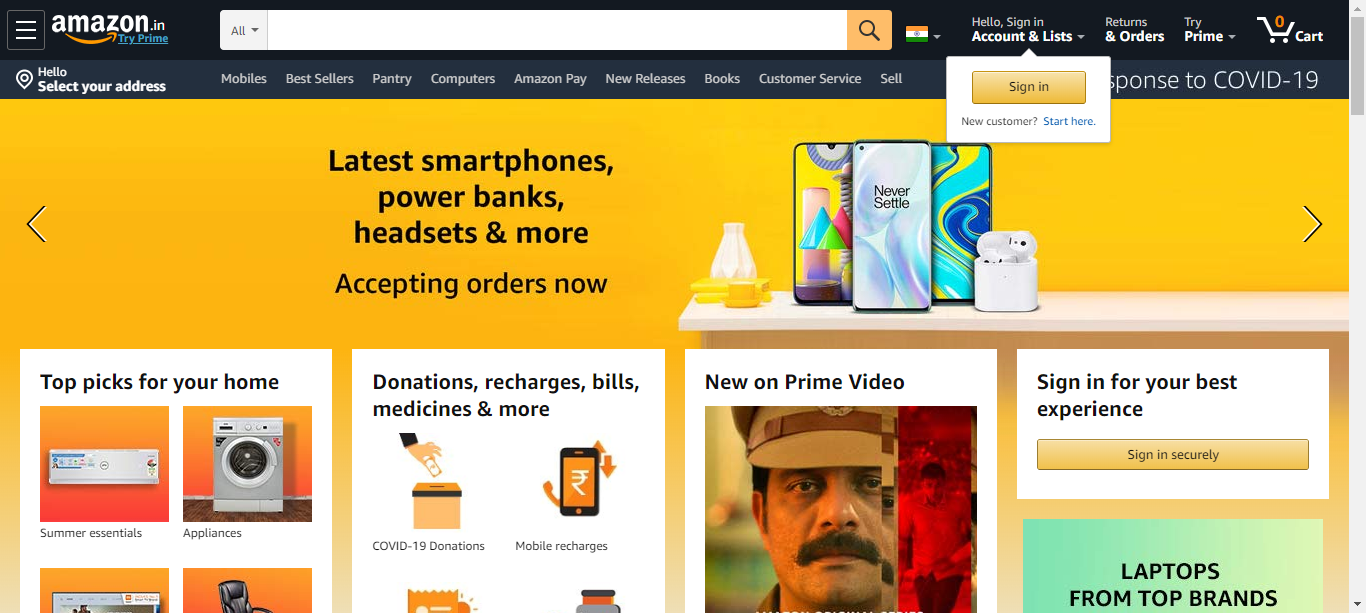 amazon.in
Try Prime
All
Hello, Sign in
Account & Lists
Returns
& Orders
Try
Prime
0
Cart
Hello
Select your address
Mobiles
Best Sellers
Pantry
Computers
Amazon Pay
New Releases
Books
Customer Service
Sell
sponse to COVID-19
Sign in
New customer? Start here.
Latest smartphones,
power banks,
headsets & more
Accepting orders now
Never
Settle
Top picks for your home
Summer essentials
Appliances
Donations, recharges, bills,
medicines & more
₹
COVID-19 Donations
Mobile recharges
New on Prime Video
AMAZON ORIGINAL SERIES
Sign in for your best
experience
Sign in securely
LAPTOPS
FROM TOP BRANDS